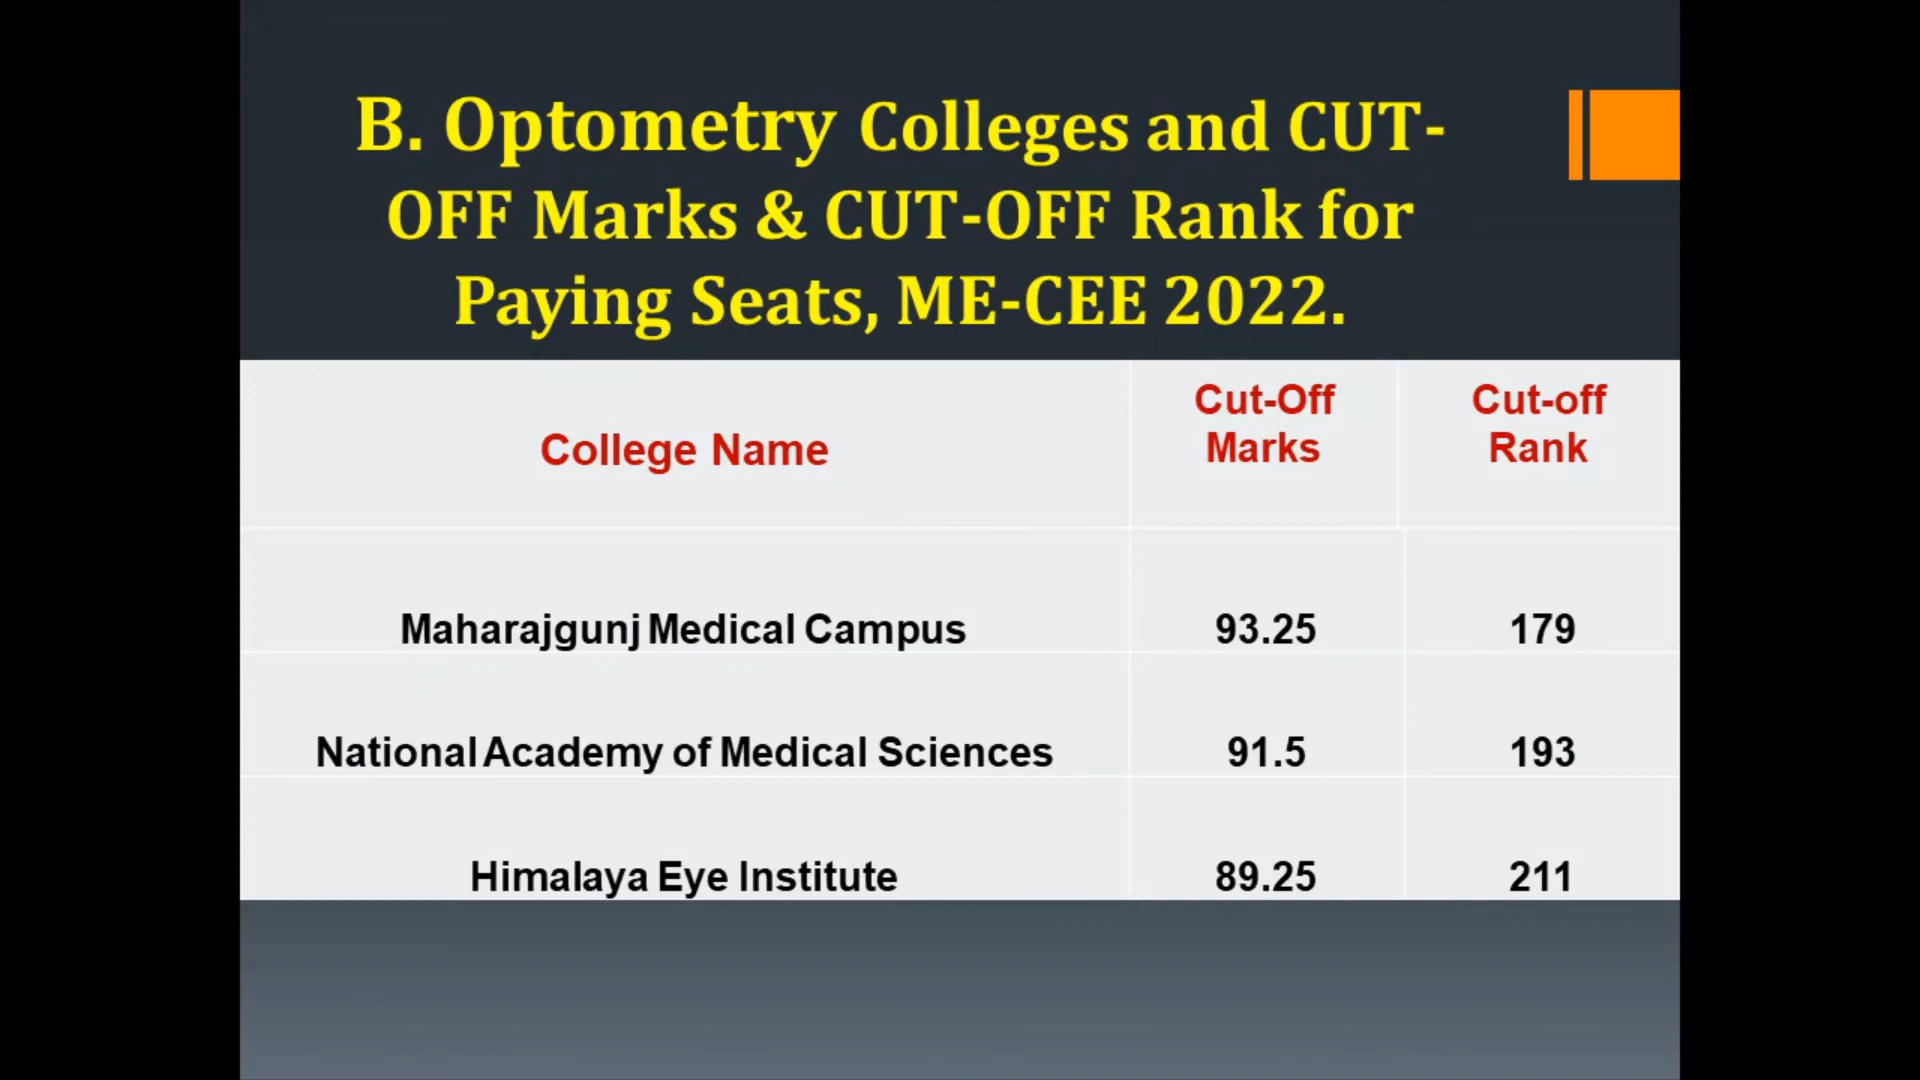 B. Optometry Colleges and CUT-
OFF Marks & CUT-OFF Rank for
Paying Seats, ME-CEE 2022.
College Name Cut-Off Marks Cut-off Rank
Maharajgunj Medical Campus 93.25 179
National Academy of Medical Sciences 91.5 193
Himalaya Eye Institute 89.25 211